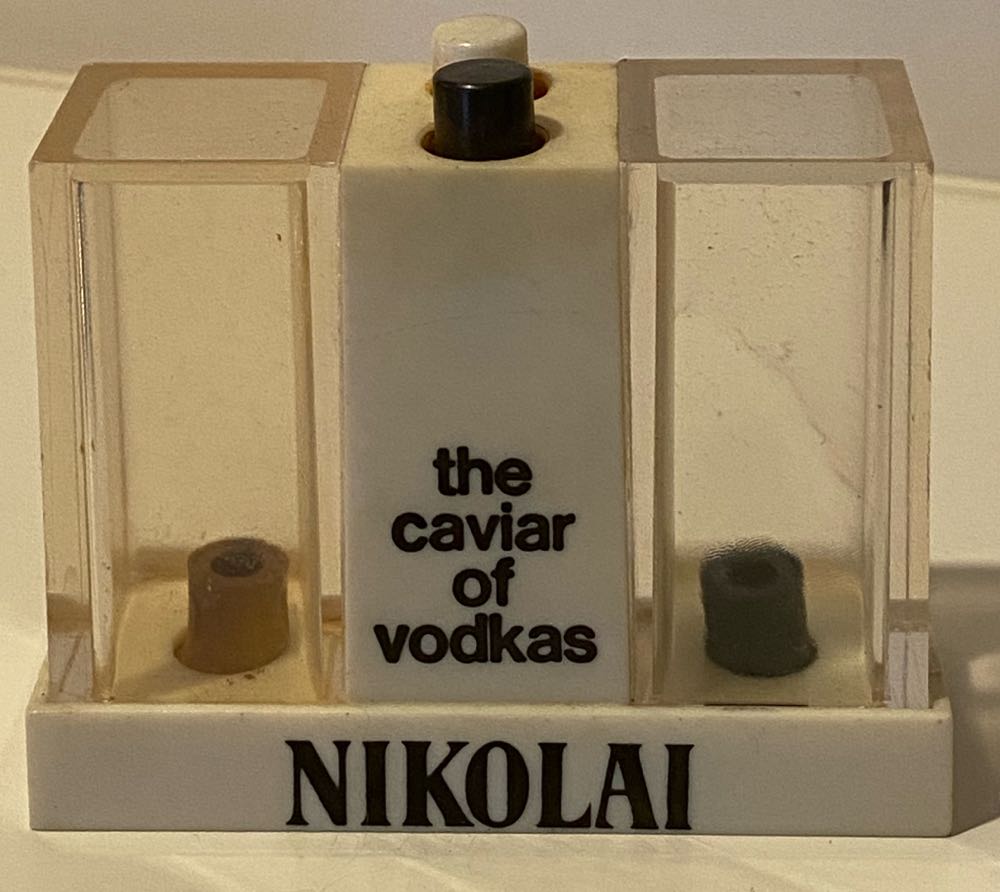 the
caviar
of
vodkas
NIKOLAI